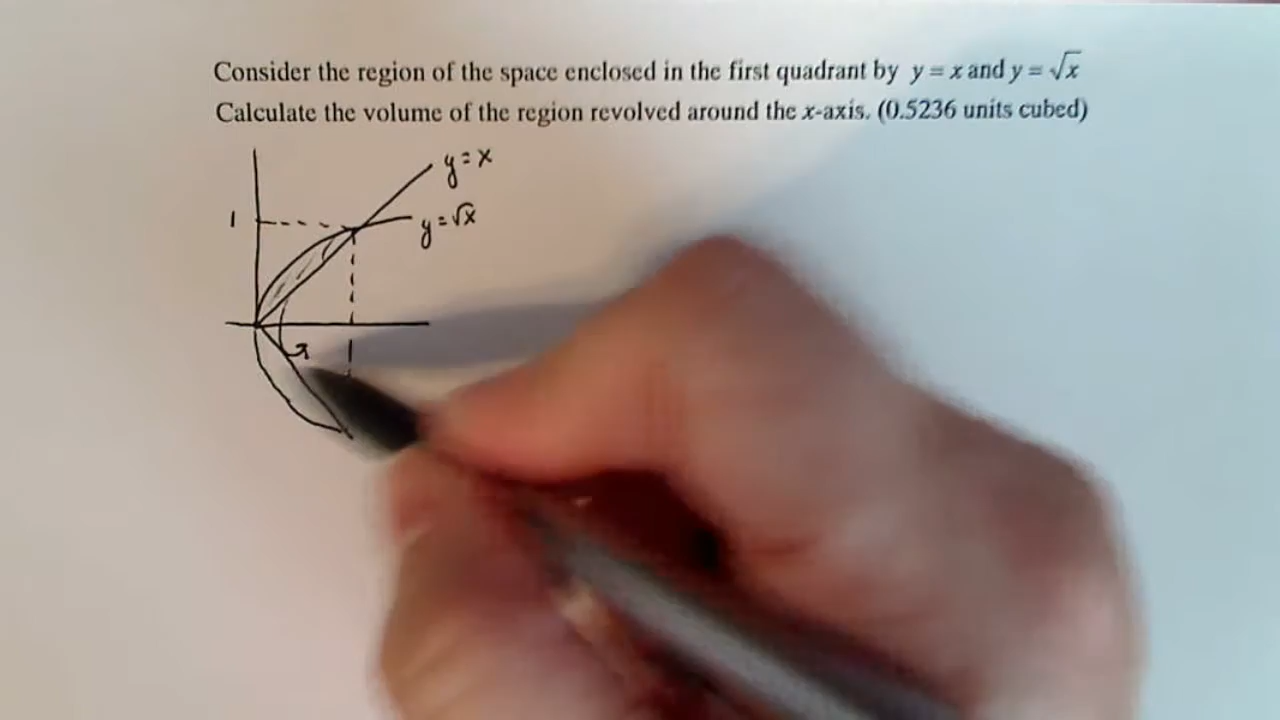 Consider the region of the space enclosed in the first quadrant by y = x and y = √x
Calculate the volume of the region revolved around the x-axis. (0.5236 units cubed)
y = x
1
y = √x
1